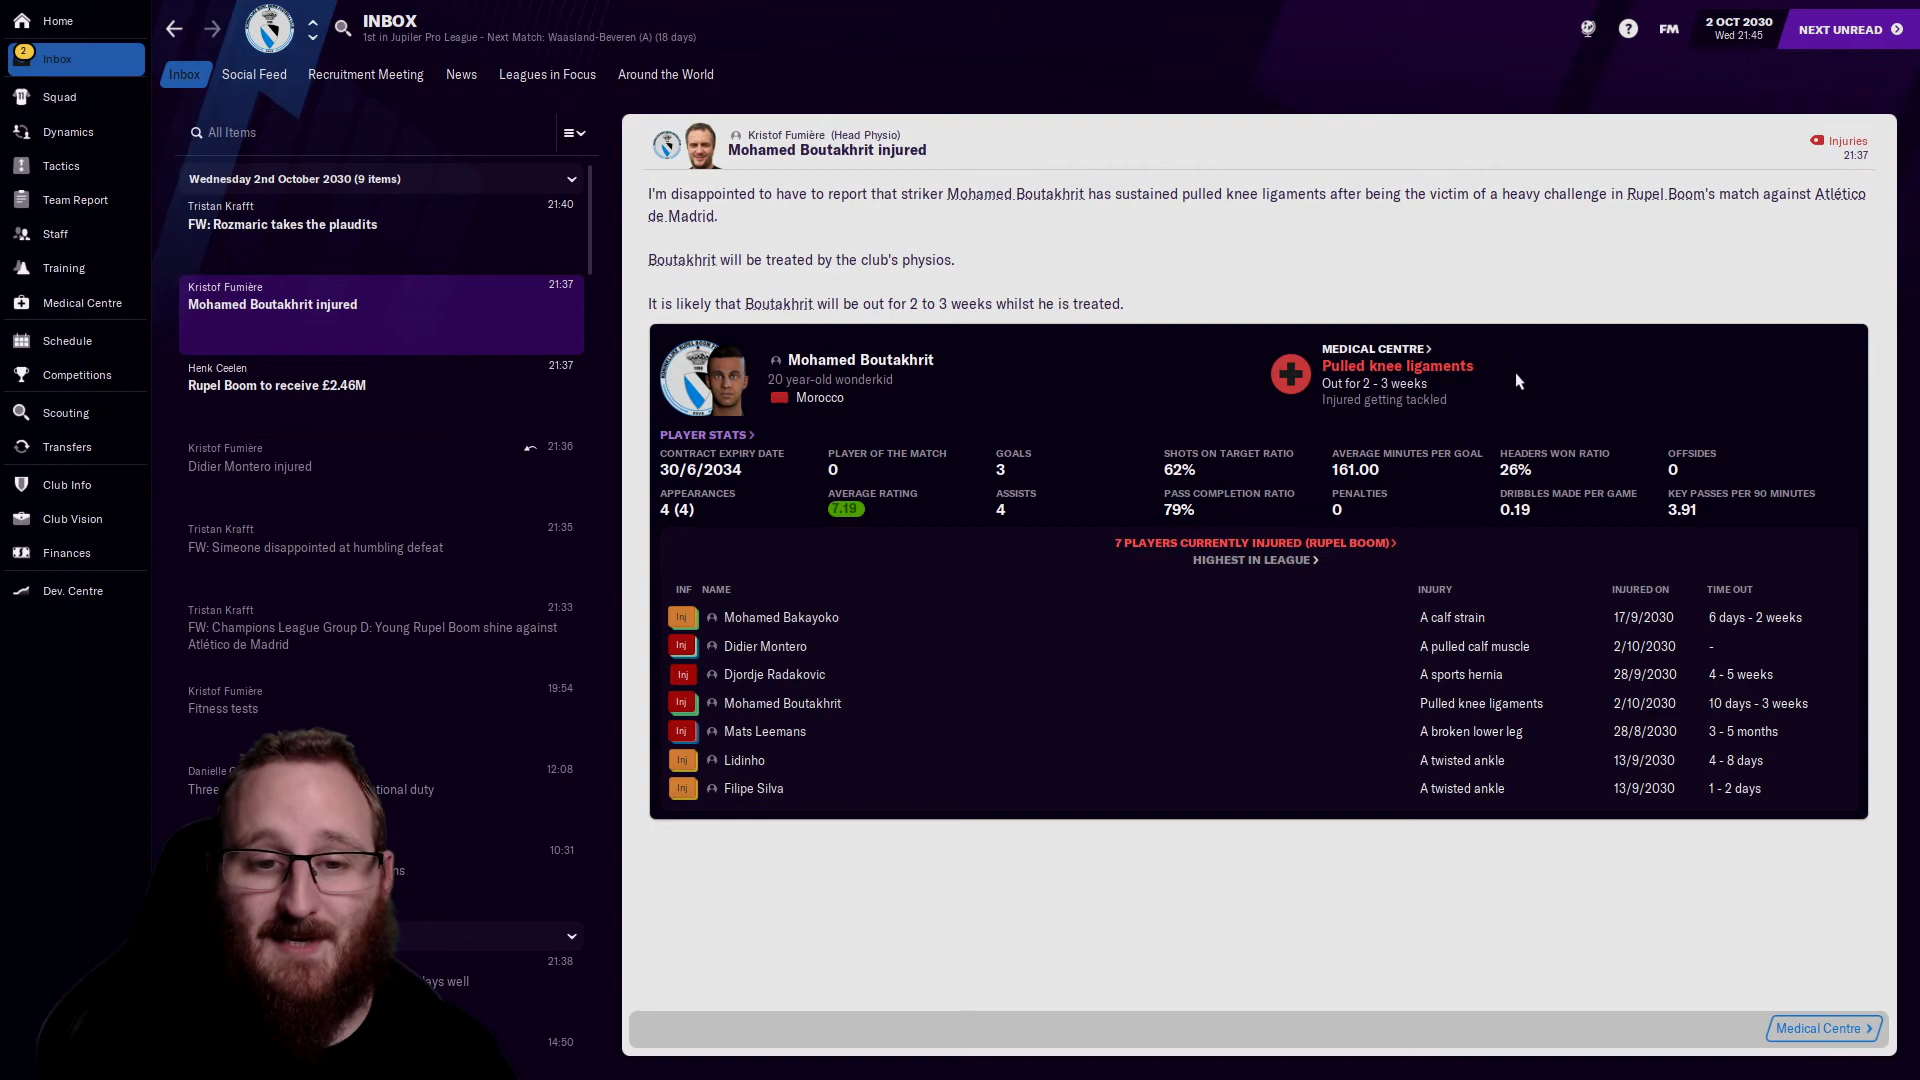 Home
2
Inbox
Squad
Dynamics
Tactics
Team Report
Staff
Training
Medical Centre
Schedule
Competitions
Scouting
Transfers
Club Info
Club Vision
Finances
Dev. Centre
INBOX
1st in Jupiler Pro League - Next Match: Waasland-Beveren (A) (18 days)
FM
2 OCT 2030
Wed 21:45
NEXT UNREAD
Inbox Social Feed Recruitment Meeting News Leagues in Focus Around the World
All Items
Wednesday 2nd October 2030 (9 items)
Tristan Krafft 21:40
FW: Rozmaric takes the plaudits
Kristof Fumière 21:37
Mohamed Boutakhrit injured
Henk Ceelen 21:37
Rupel Boom to receive £2.46M
Kristof Fumière 21:36
Didier Montero injured
Tristan Krafft 21:35
FW: Simeone disappointed at humbling defeat
Tristan Krafft 21:33
FW: Champions League Group D: Young Rupel Boom shine against
Atlético de Madrid
Kristof Fumière 19:54
Fitness tests
Danielle 12:08
Three tional duty
10:31
ns
21:38
ays well
14:50
Kristof Fumière (Head Physio)
Mohamed Boutakhrit injured
Injuries
21:37
I'm disappointed to have to report that striker Mohamed Boutakhrit has sustained pulled knee ligaments after being the victim of a heavy challenge in Rupel Boom's match against Atlético
de Madrid.
Boutakhrit will be treated by the club's physios.
It is likely that Boutakhrit will be out for 2 to 3 weeks whilst he is treated.
Mohamed Boutakhrit
20 year-old wonderkid
Morocco
MEDICAL CENTRE >
Pulled knee ligaments
Out for 2 - 3 weeks
Injured getting tackled
PLAYER STATS >
CONTRACT EXPIRY DATE PLAYER OF THE MATCH GOALS SHOTS ON TARGET RATIO AVERAGE MINUTES PER GOAL HEADERS WON RATIO OFFSIDES
30/6/2034 0 3 62% 161.00 26% 0
APPEARANCES AVERAGE RATING ASSISTS PASS COMPLETION RATIO PENALTIES DRIBBLES MADE PER GAME KEY PASSES PER 90 MINUTES
4 (4) 7.19 4 79% 0 0.19 3.91
7 PLAYERS CURRENTLY INJURED (RUPEL BOOM) >
HIGHEST IN LEAGUE >
INF NAME INJURY INJURED ON TIME OUT
Inj Mohamed Bakayoko A calf strain 17/9/2030 6 days - 2 weeks
Inj Didier Montero A pulled calf muscle 2/10/2030 -
Inj Djordje Radakovic A sports hernia 28/9/2030 4 - 5 weeks
Inj Mohamed Boutakhrit Pulled knee ligaments 2/10/2030 10 days - 3 weeks
Inj Mats Leemans A broken lower leg 28/8/2030 3 - 5 months
Inj Lidinho A twisted ankle 13/9/2030 4 - 8 days
Inj Filipe Silva A twisted ankle 13/9/2030 1 - 2 days
Medical Centre >